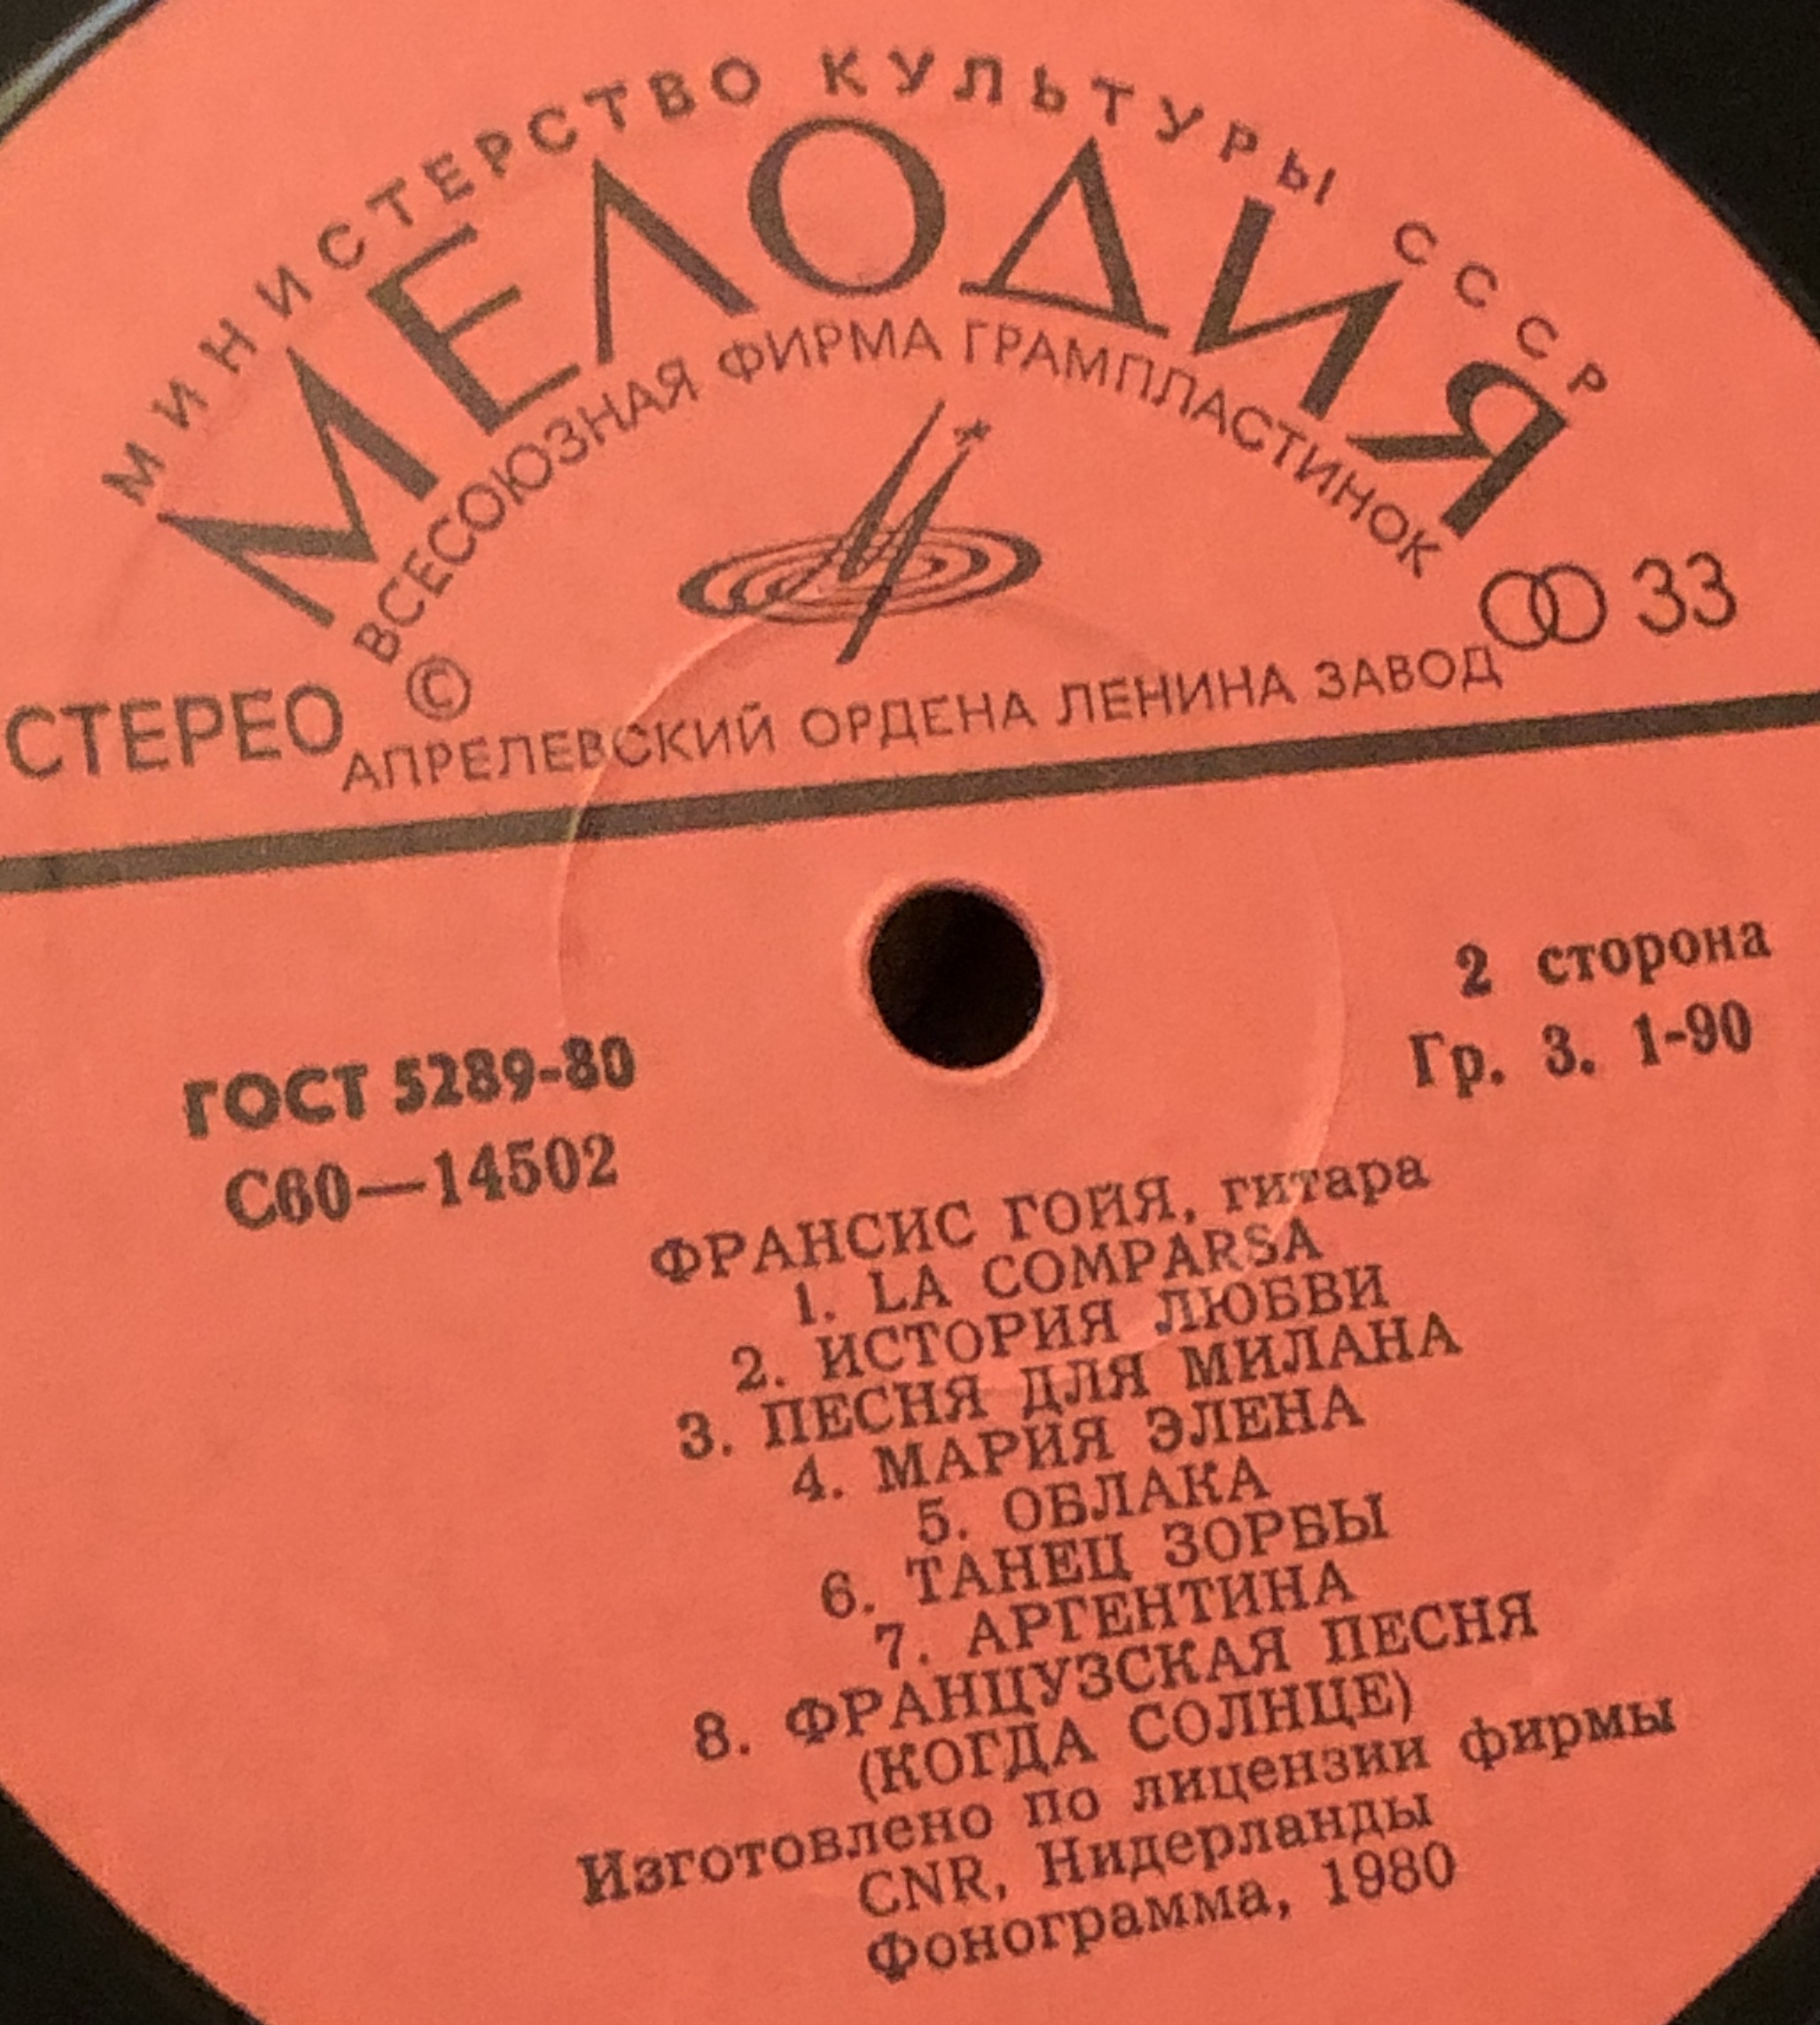 МИНИСТЕРСТВО КУЛЬТУРЫ СССР
МЕЛОДИЯ
ВСЕСОЮЗНАЯ ФИРМА ГРАМПЛАСТИНОК
СТЕРЕО © 33
АПРЕЛЕВСКИЙ ОРДЕНА ЛЕНИНА ЗАВОД
2 сторона
ГОСТ 5289-80
Гр. 3. 1-90
С60—14502
ФРАНСИС ГОЙЯ, гитара
1. LA COMPARSA
2. ИСТОРИЯ ЛЮБВИ
3. ПЕСНЯ ДЛЯ МИЛАНА
4. МАРИЯ ЭЛЕНА
5. ОБЛАКА
6. ТАНЕЦ ЗОРБЫ
7. АРГЕНТИНА
8. ФРАНЦУЗСКАЯ ПЕСНЯ
(КОГДА СОЛНЦЕ)
Изготовлено по лицензии фирмы
CNR, Нидерланды
Фонограмма, 1980